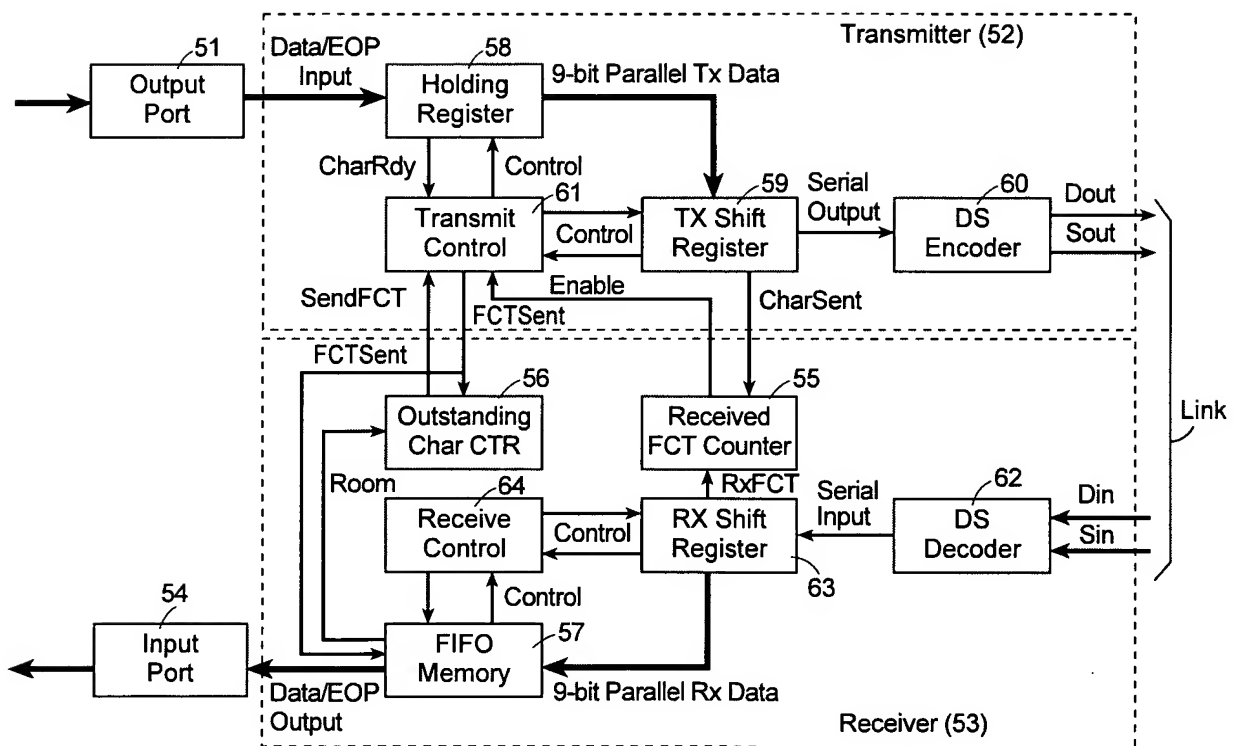 Transmitter (52)
51
Output
Port
Data/EOP
Input
58
Holding
Register
9-bit Parallel Tx Data
CharRdy
Control
61
Transmit
Control
Control
59
TX Shift
Register
Serial
Output
60
DS
Encoder
Dout
Sout
SendFCT
FCTSent
Enable
CharSent
FCTSent
56
Outstanding
Char CTR
55
Received
FCT Counter
Link
Room
64
Receive
Control
Control
RxFCT
RX Shift
Register
63
Serial
Input
62
DS
Decoder
Din
Sin
Control
54
Input
Port
57
FIFO
Memory
Data/EOP
Output
9-bit Parallel Rx Data
Receiver (53)